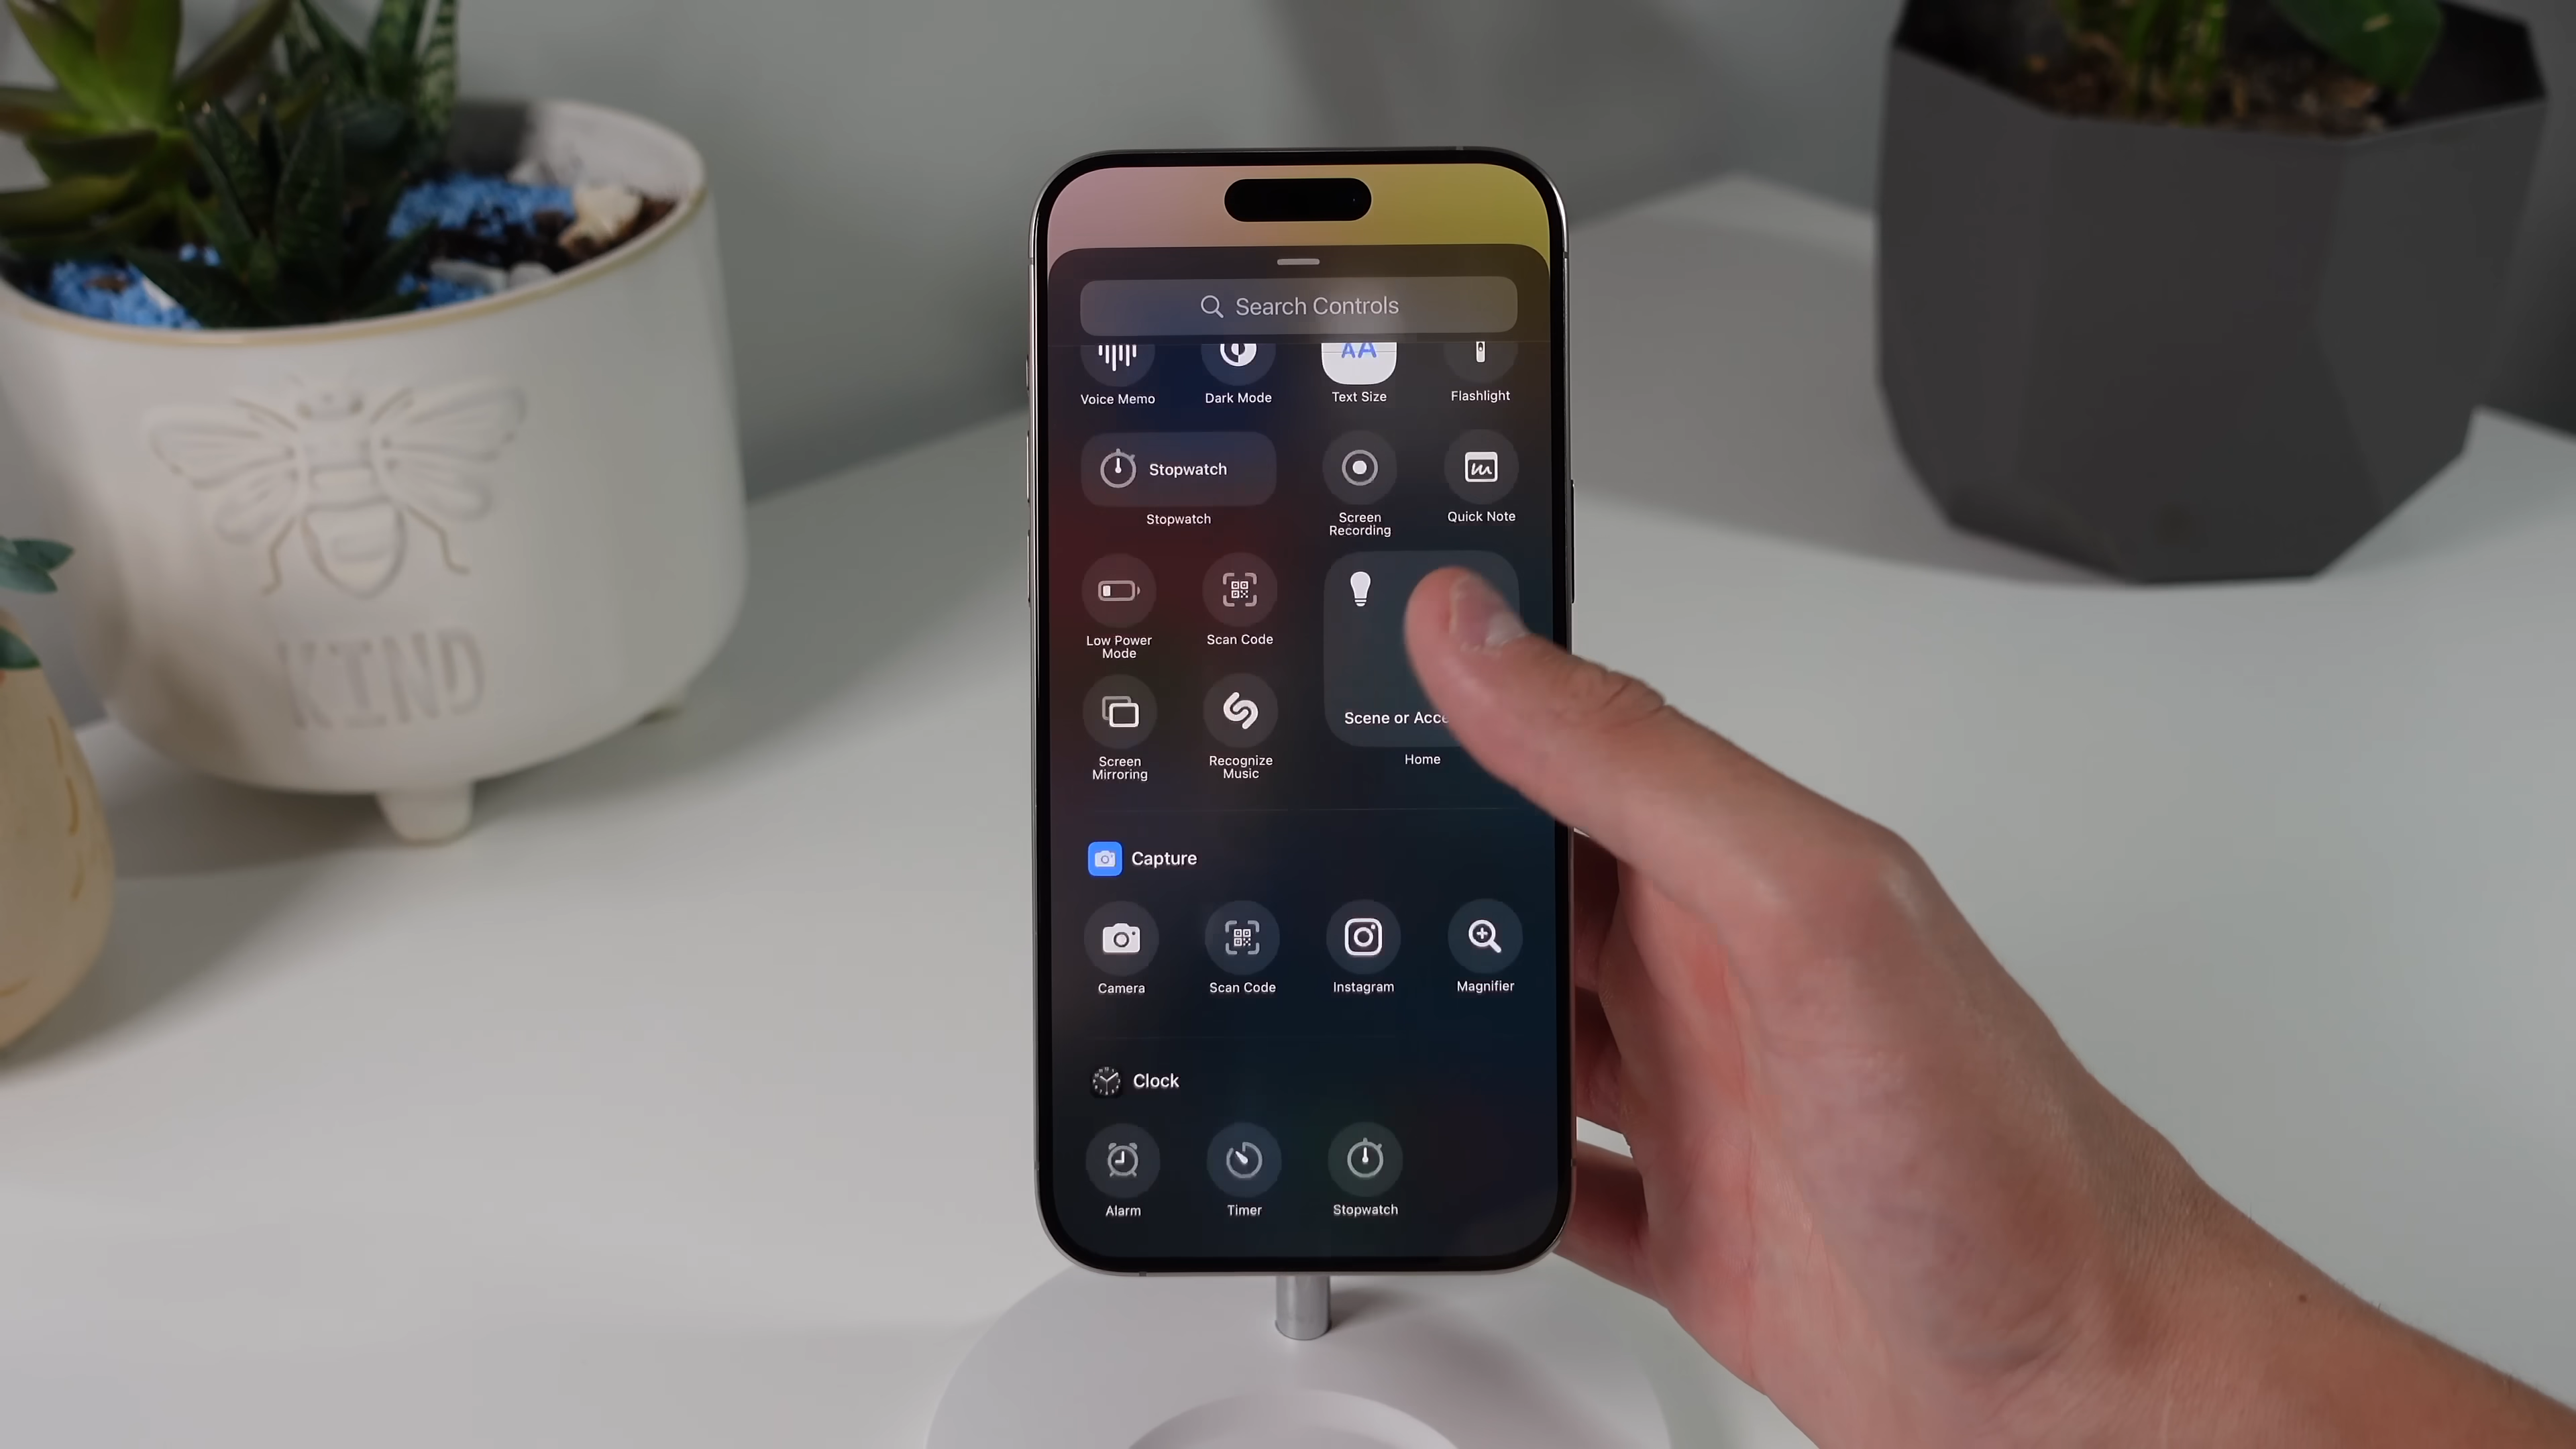 Search Controls
AA
Voice Memo
Dark Mode
Text Size
Flashlight
Stopwatch
Stopwatch
Screen
Recording
Quick Note
Low Power
Mode
Scan Code
Screen
Mirroring
Recognize
Music
Scene or Acce
Home
Capture
Camera
Scan Code
Instagram
Magnifier
Clock
Alarm
Timer
Stopwatch
KIND